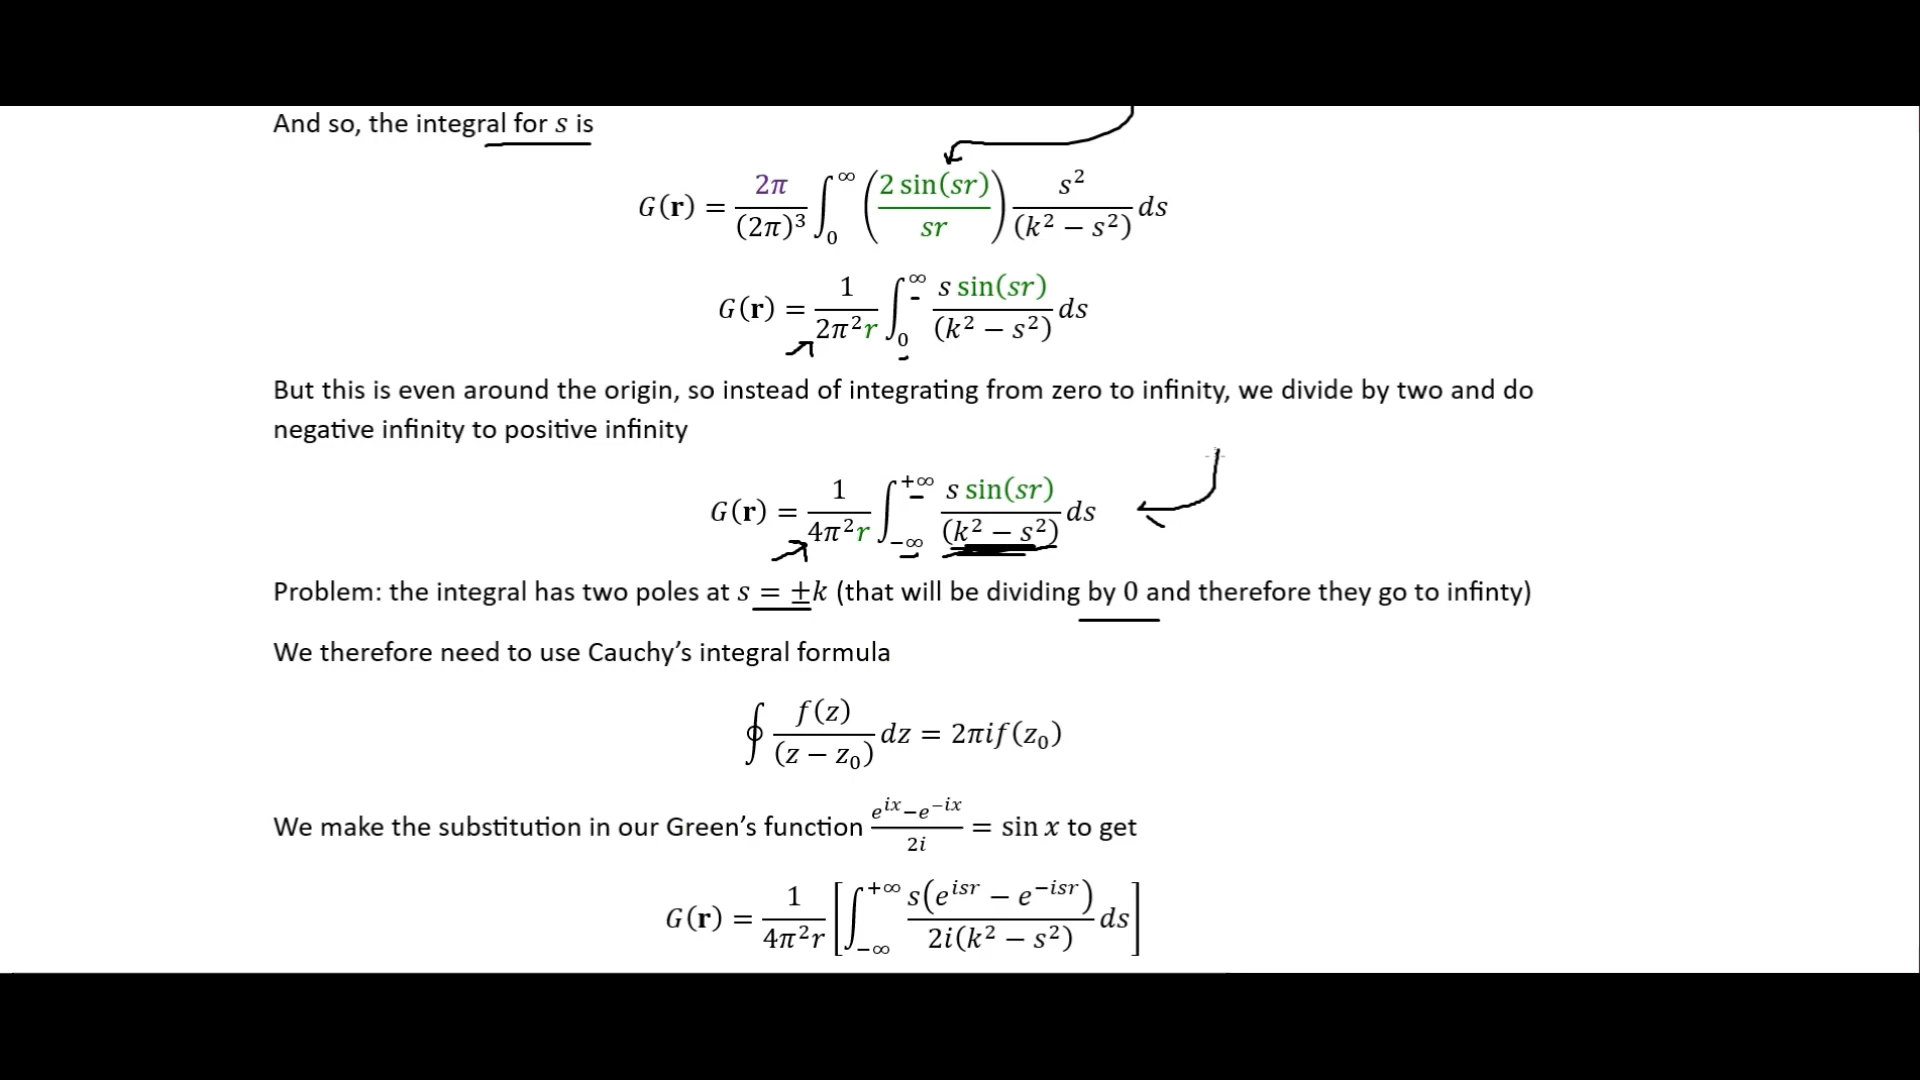 And so, the integral for s is
G(𝐫) = 2π/(2π)³ ∫₀^∞ (2 sin(sr)/sr) s²/(k² − s²) ds
G(𝐫) = 1/2π²r ∫₀^∞ s sin(sr)/(k² − s²) ds
But this is even around the origin, so instead of integrating from zero to infinity, we divide by two and do
negative infinity to positive infinity
G(𝐫) = 1/4π²r ∫₋∞^+∞ s sin(sr)/(k² − s²) ds
Problem: the integral has two poles at s = ±k (that will be dividing by 0 and therefore they go to infinty)
We therefore need to use Cauchy’s integral formula
∮ f(z)/(z − z₀) dz = 2πif(z₀)
We make the substitution in our Green’s function (e^{ix}−e^{−ix})/2i = sin x to get
G(𝐫) = 1/4π²r [∫₋∞^+∞ s(e^{isr} − e^{−isr})/2i(k² − s²) ds]